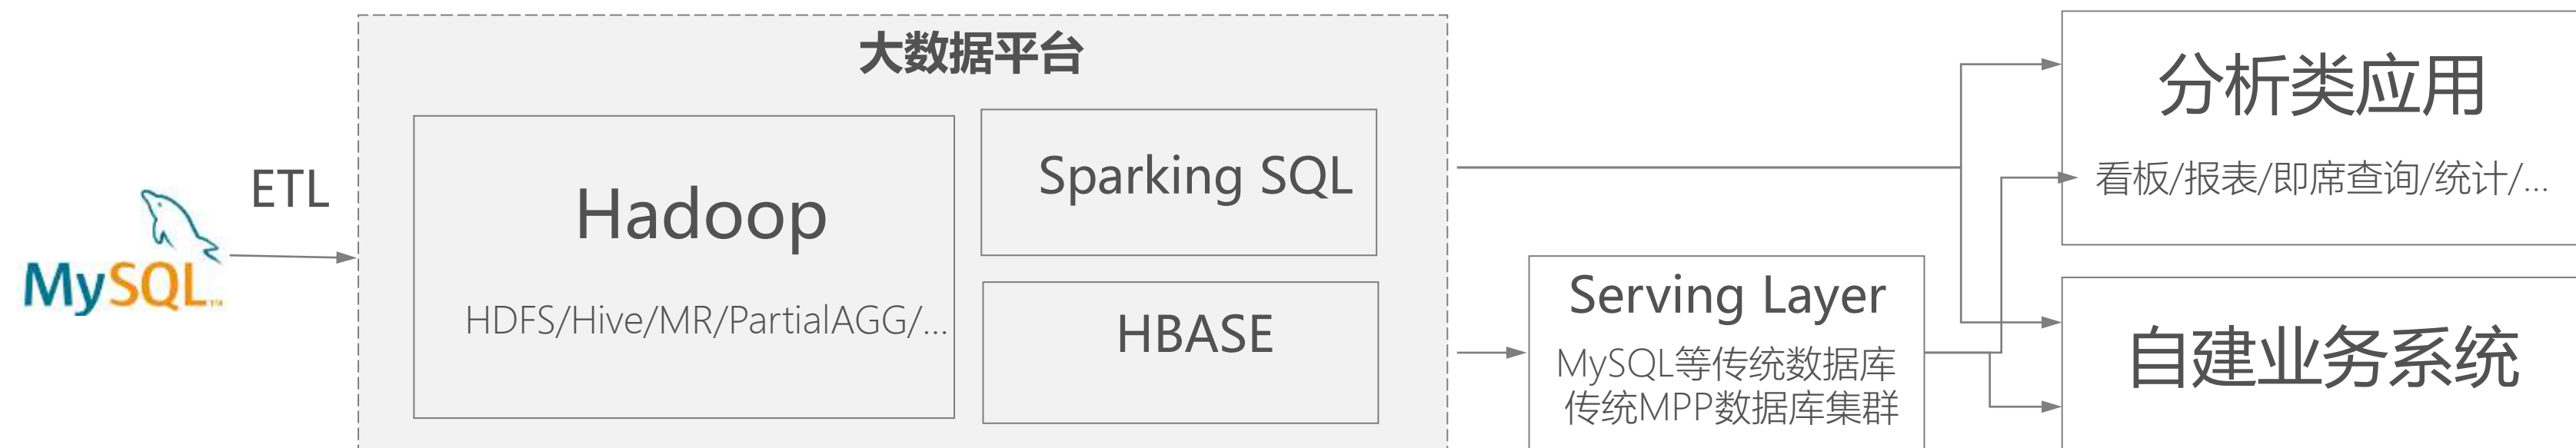 大数据平台
ETL
MySQL™
Hadoop
HDFS/Hive/MR/PartialAGG/...
Sparking SQL
HBASE
Serving Layer
MySQL等传统数据库
传统MPP数据库集群
分析类应用
看板/报表/即席查询/统计/...
自建业务系统